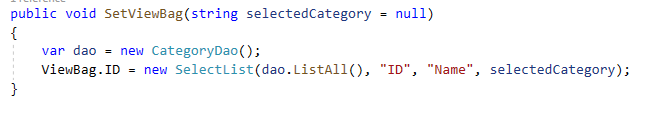 public void SetViewBag(string selectedCategory = null)
{
var dao = new CategoryDao();
ViewBag.ID = new SelectList(dao.ListAll(), "ID", "Name", selectedCategory);
}